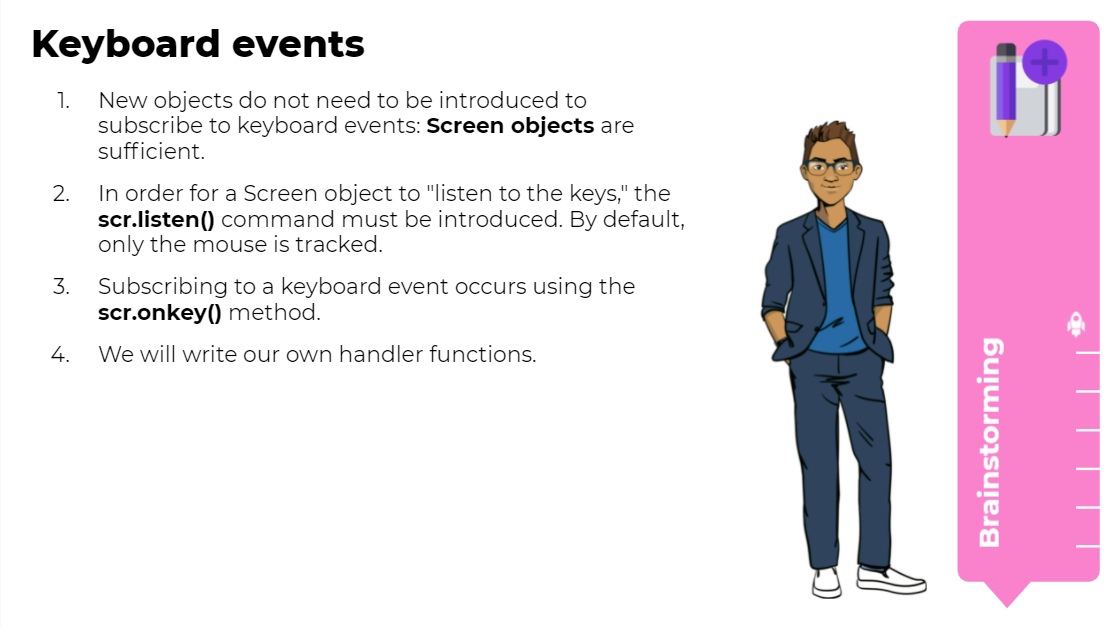 Keyboard events
1. New objects do not need to be introduced to
subscribe to keyboard events: Screen objects are
sufficient.
2. In order for a Screen object to "listen to the keys," the
scr.listen() command must be introduced. By default,
only the mouse is tracked.
3. Subscribing to a keyboard event occurs using the
scr.onkey() method.
4. We will write our own handler functions.
Brainstorming